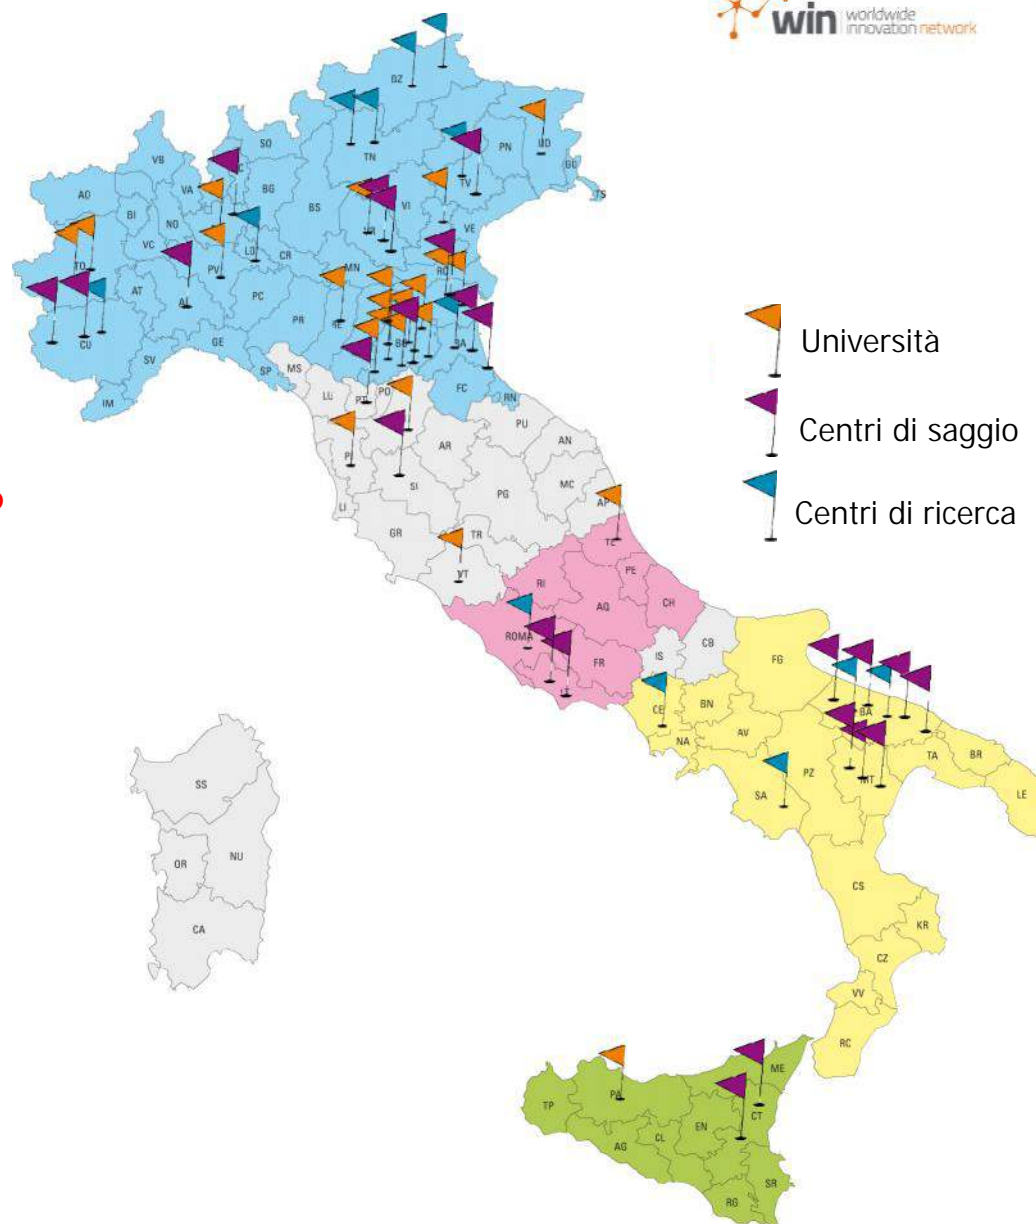 win worldwide
innovation network
BZ
SO
TN
PN
UD
VB
GO
TS
AO
VA
BG
BS
TV
VI
BI
NO
VE
VC
LO
CR
TO
MN
RO
PV
AT
AL
PC
PR
RE
CU
GE
BO
RA
SV
SP
MS
FC
RN
IM
LU
PT
PO
PU
AN
AR
PI
MC
SI
PG
AP
LI
GR
TR
TE
VT
RI
PE
AQ
CH
ROMA
FR
IS
CB
FG
LT
CE
BN
BA
NA
AV
PZ
TA
BR
MT
SA
LE
SS
OR
NU
CA
CS
KR
CZ
VV
RC
ME
TP
PA
CT
EN
AG
CL
SR
RG
Università
Centri di saggio
Centri di ricerca